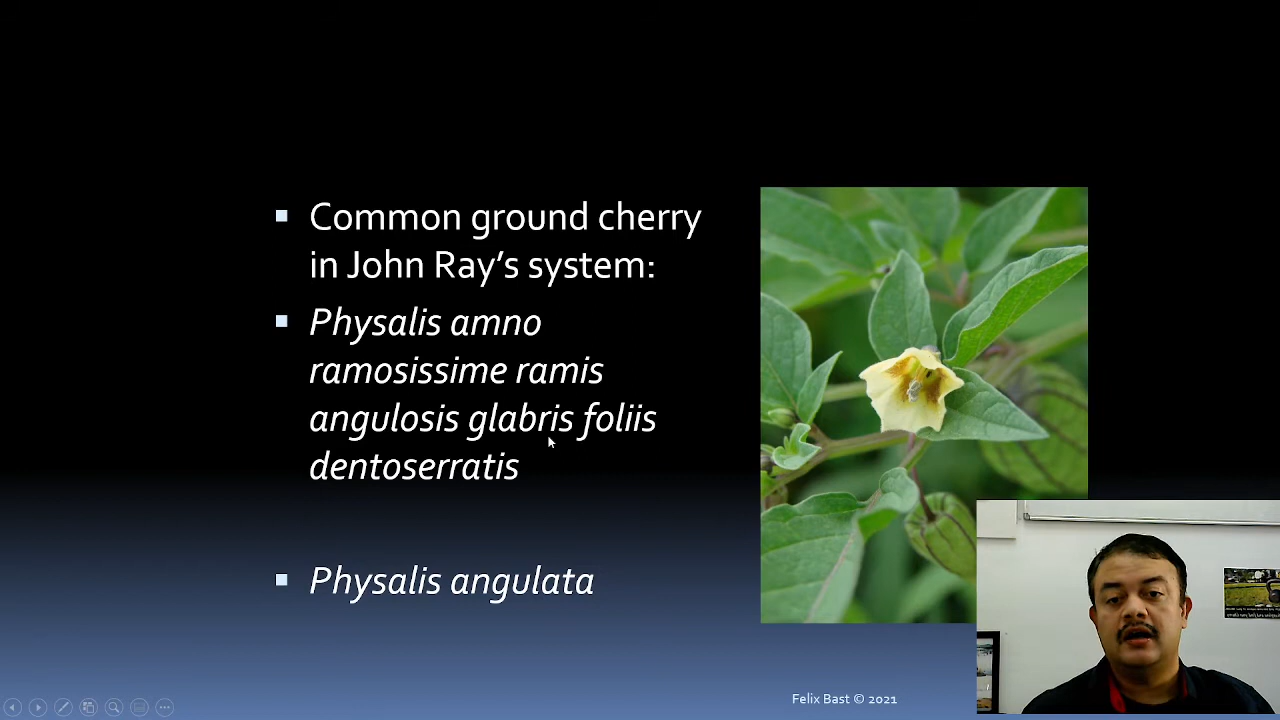 Common ground cherry
in John Ray’s system:
Physalis amno
ramosissime ramis
angulosis glabris foliis
dentoserratis
Physalis angulata
Felix Bast © 2021